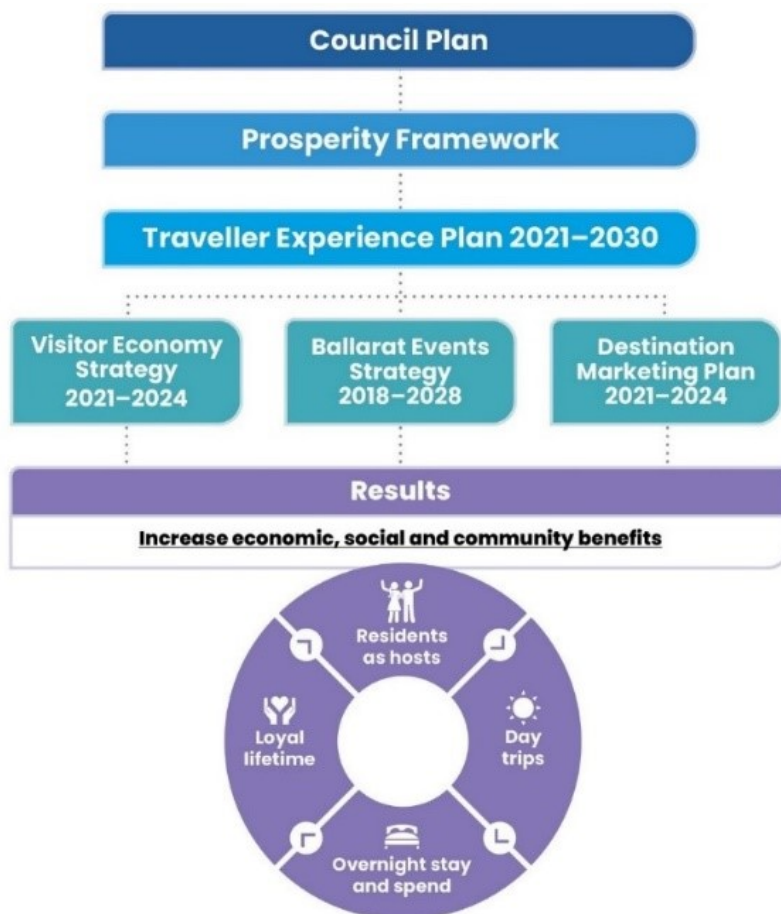 Council Plan
Prosperity Framework
Traveller Experience Plan 2021–2030
Visitor Economy
Strategy
2021–2024
Ballarat Events
Strategy
2018–2028
Destination
Marketing Plan
2021–2024
Results
Increase economic, social and community benefits
Residents
as hosts
Loyal
lifetime
Day
trips
Overnight stay
and spend